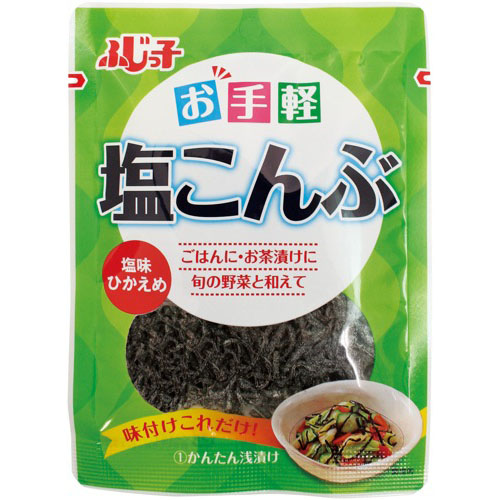 ふじっ子
お手軽
塩こんぶ
塩味
ひかえめ
ごはんに・お茶漬けに
旬の野菜と和えて
味付けこれだけ!
①かんたん浅漬け